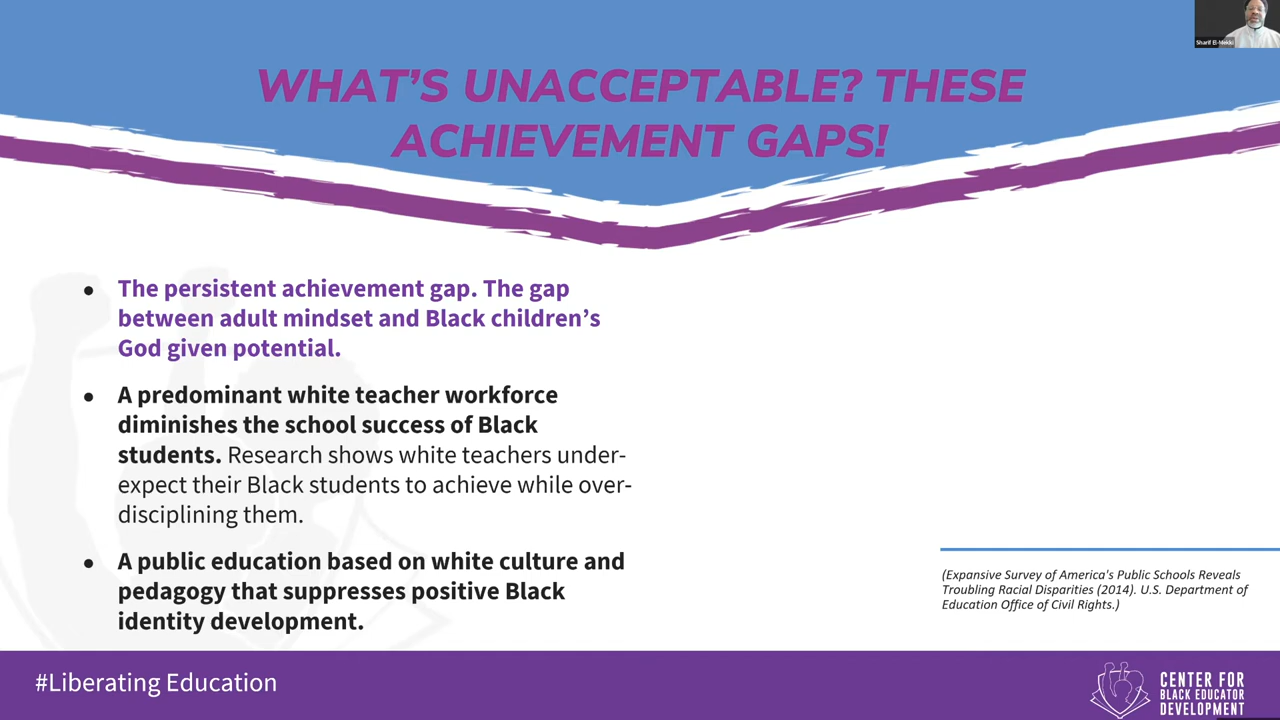 Sharif El-Mekki
WHAT'S UNACCEPTABLE? THESE
ACHIEVEMENT GAPS!
• The persistent achievement gap. The gap
between adult mindset and Black children's
God given potential.
• A predominant white teacher workforce
diminishes the school success of Black
students. Research shows white teachers under-
expect their Black students to achieve while over-
disciplining them.
• A public education based on white culture and
pedagogy that suppresses positive Black
identity development.
(Expansive Survey of America's Public Schools Reveals
Troubling Racial Disparities (2014). U.S. Department of
Education Office of Civil Rights.)
#Liberating Education
CENTER FOR
BLACK EDUCATOR
DEVELOPMENT